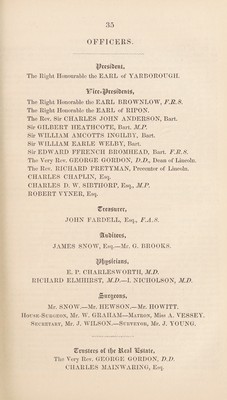 35
OFFICERS.
President,
The Right Honourable the EARL of YARBOROUGH.
Vice-Presidents,
The Right Honorable the EARL BROWNLOW, F.R.S.
The Right Honorable the EARL of RIPON.
The Rev. Sir CHARLES JOHN ANDERSON, Bart.
Sir GILBERT HEATHCOTE, Bart. M.P.
Sir WILLIAM AMCOTTS INGILBY, Bart.
Sir WILLIAM EARLE WELBY, Bart.
Sir EDWARD FFRENCH BROMHEAD, Bart. F.R.S.
The Very Rev. GEORGE GORDON, D.D., Dean of Lincoln.
The Rev. RICHARD PRETYMAN, Precentor of Lincoln.
CHARLES CHAPLIN, Esq.
CHARLES D. W. SIBTHORP, Esq., M.P.
ROBERT VYNER, Esq.
Treasurer,
JOHN FARDELL, Esq., F.A.S.
Auditors,
JAMES SNOW, Esq.—Mr. G. BROOKS.
Physicians,
E. P. CHARLESWORTH, M.D.
RICHARD ELMHIRST, M.D.—I. NICHOLSON, M.D.
Surgeons,
Mr. SNOW.—Mr. HEWSON.—Mr. HOWITT.
House-Surgeon, Mr. W. GRAHAM—Matron, Miss A. VESSEY.
Secretary, Mr. J. WILSON.—Surveyor, Mr. J. YOUNG.
Trustees of the Real Estate,
The Very Rev. GEORGE GORDON, D.D.
CHARLES MAINWARING, Esq.